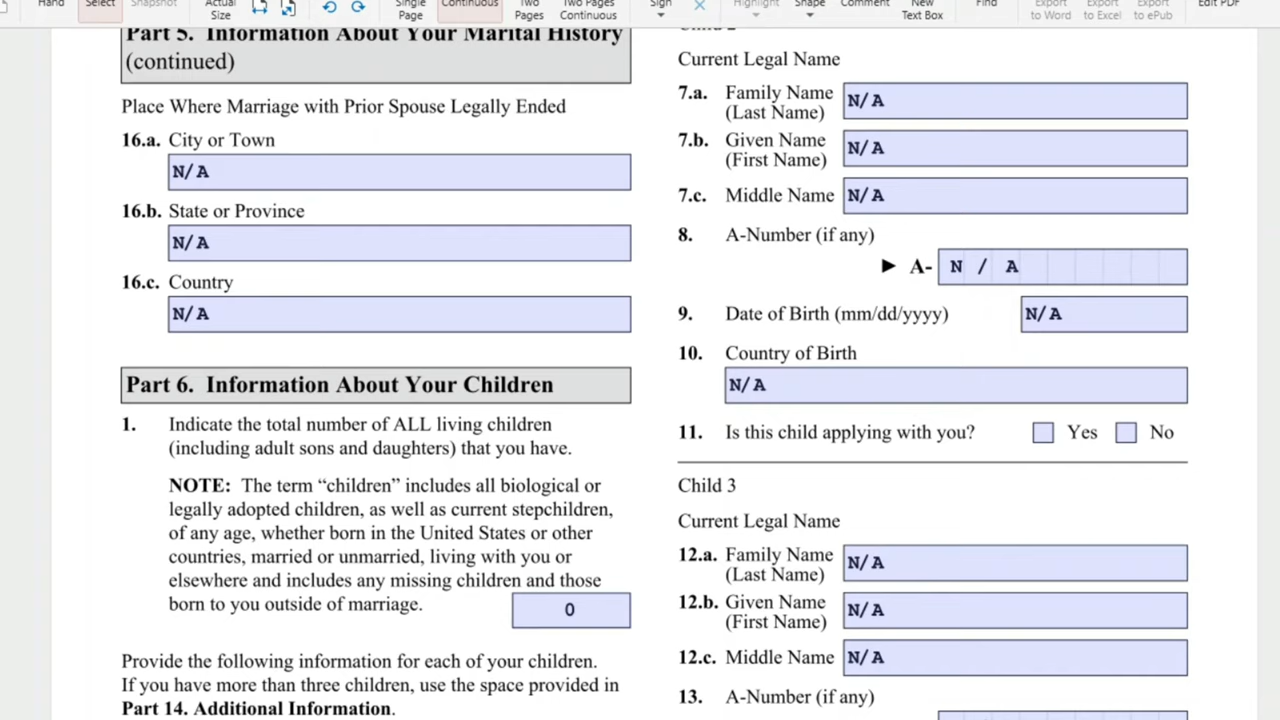 Hand
Select
Snapshot
Actual
Size
Single
Page
Continuous
Two
Pages
Two Pages
Continuous
Sign
Highlight
Shape
Comment
New
Text Box
Find
Export
to Word
Export
to Excel
Export
to ePub
Edit PDF
Part 5. Information About Your Marital History
(continued)
Place Where Marriage with Prior Spouse Legally Ended
16.a. City or Town
N/A
16.b. State or Province
N/A
16.c. Country
N/A
Part 6. Information About Your Children
1. Indicate the total number of ALL living children
(including adult sons and daughters) that you have.
NOTE: The term “children” includes all biological or
legally adopted children, as well as current stepchildren,
of any age, whether born in the United States or other
countries, married or unmarried, living with you or
elsewhere and includes any missing children and those
born to you outside of marriage.
0
Provide the following information for each of your children.
If you have more than three children, use the space provided in
Part 14. Additional Information.
Child 2
Current Legal Name
7.a. Family Name
(Last Name)
N/A
7.b. Given Name
(First Name)
N/A
7.c. Middle Name N/A
8. A-Number (if any)
► A- N / A
9. Date of Birth (mm/dd/yyyy) N/A
10. Country of Birth
N/A
11. Is this child applying with you? Yes No
Child 3
Current Legal Name
12.a. Family Name
(Last Name)
N/A
12.b. Given Name
(First Name)
N/A
12.c. Middle Name N/A
13. A-Number (if any)